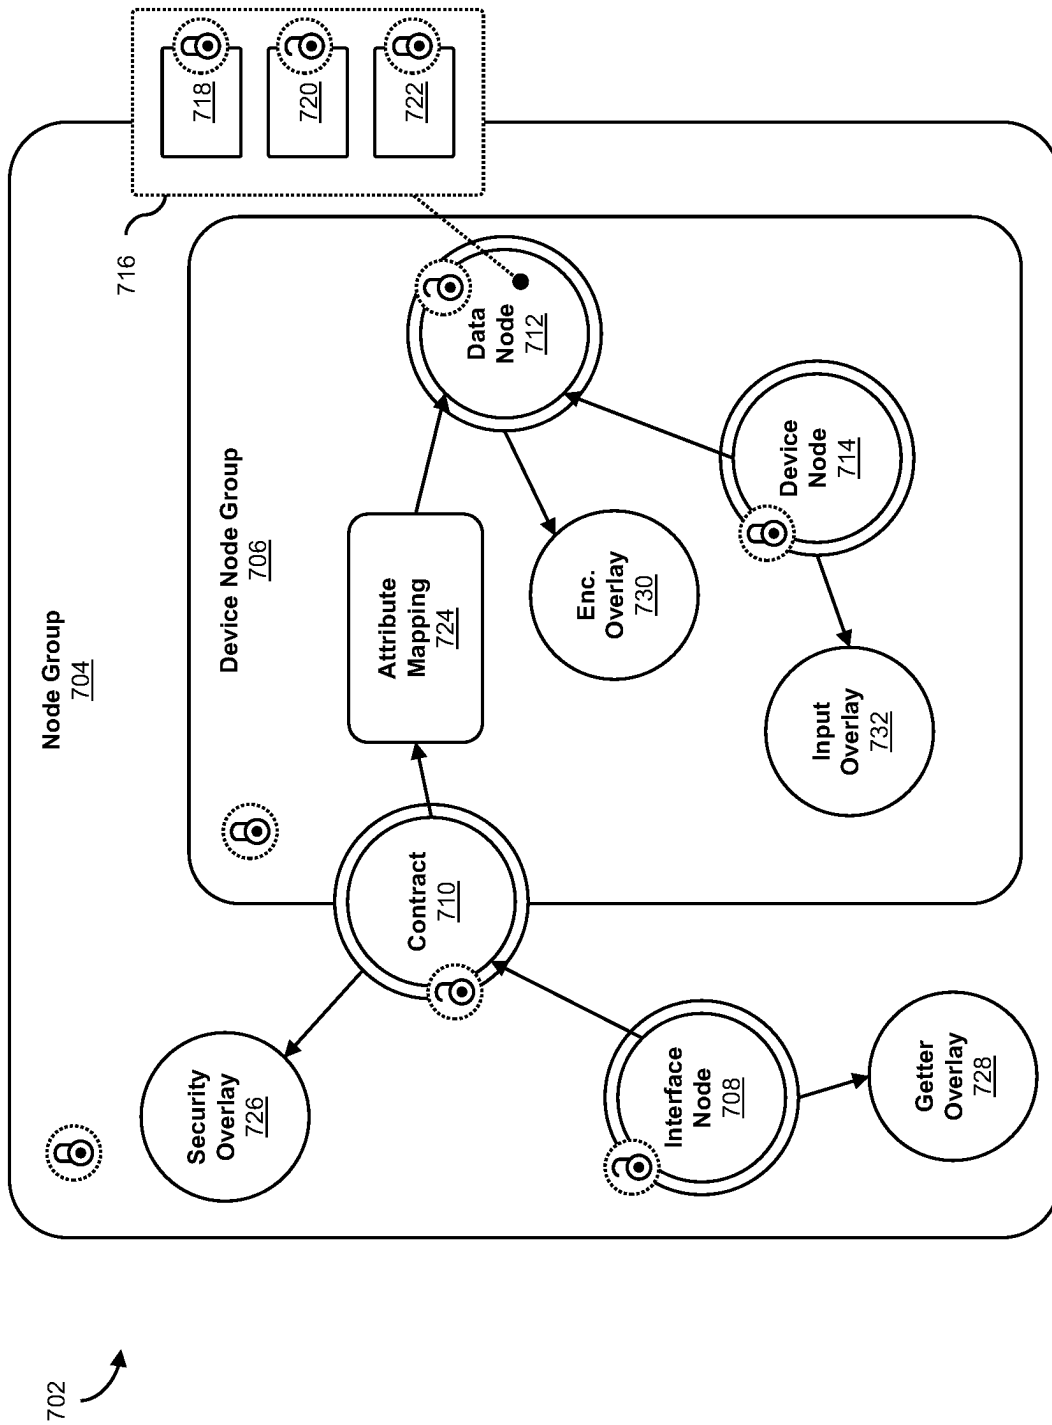 702
Node Group
704
Device Node Group
706
716
718
720
722
Security
Overlay
726
Contract
710
Attribute
Mapping
724
Data
Node
712
Interface
Node
708
Getter
Overlay
728
Enc.
Overlay
730
Device
Node
714
Input
Overlay
732